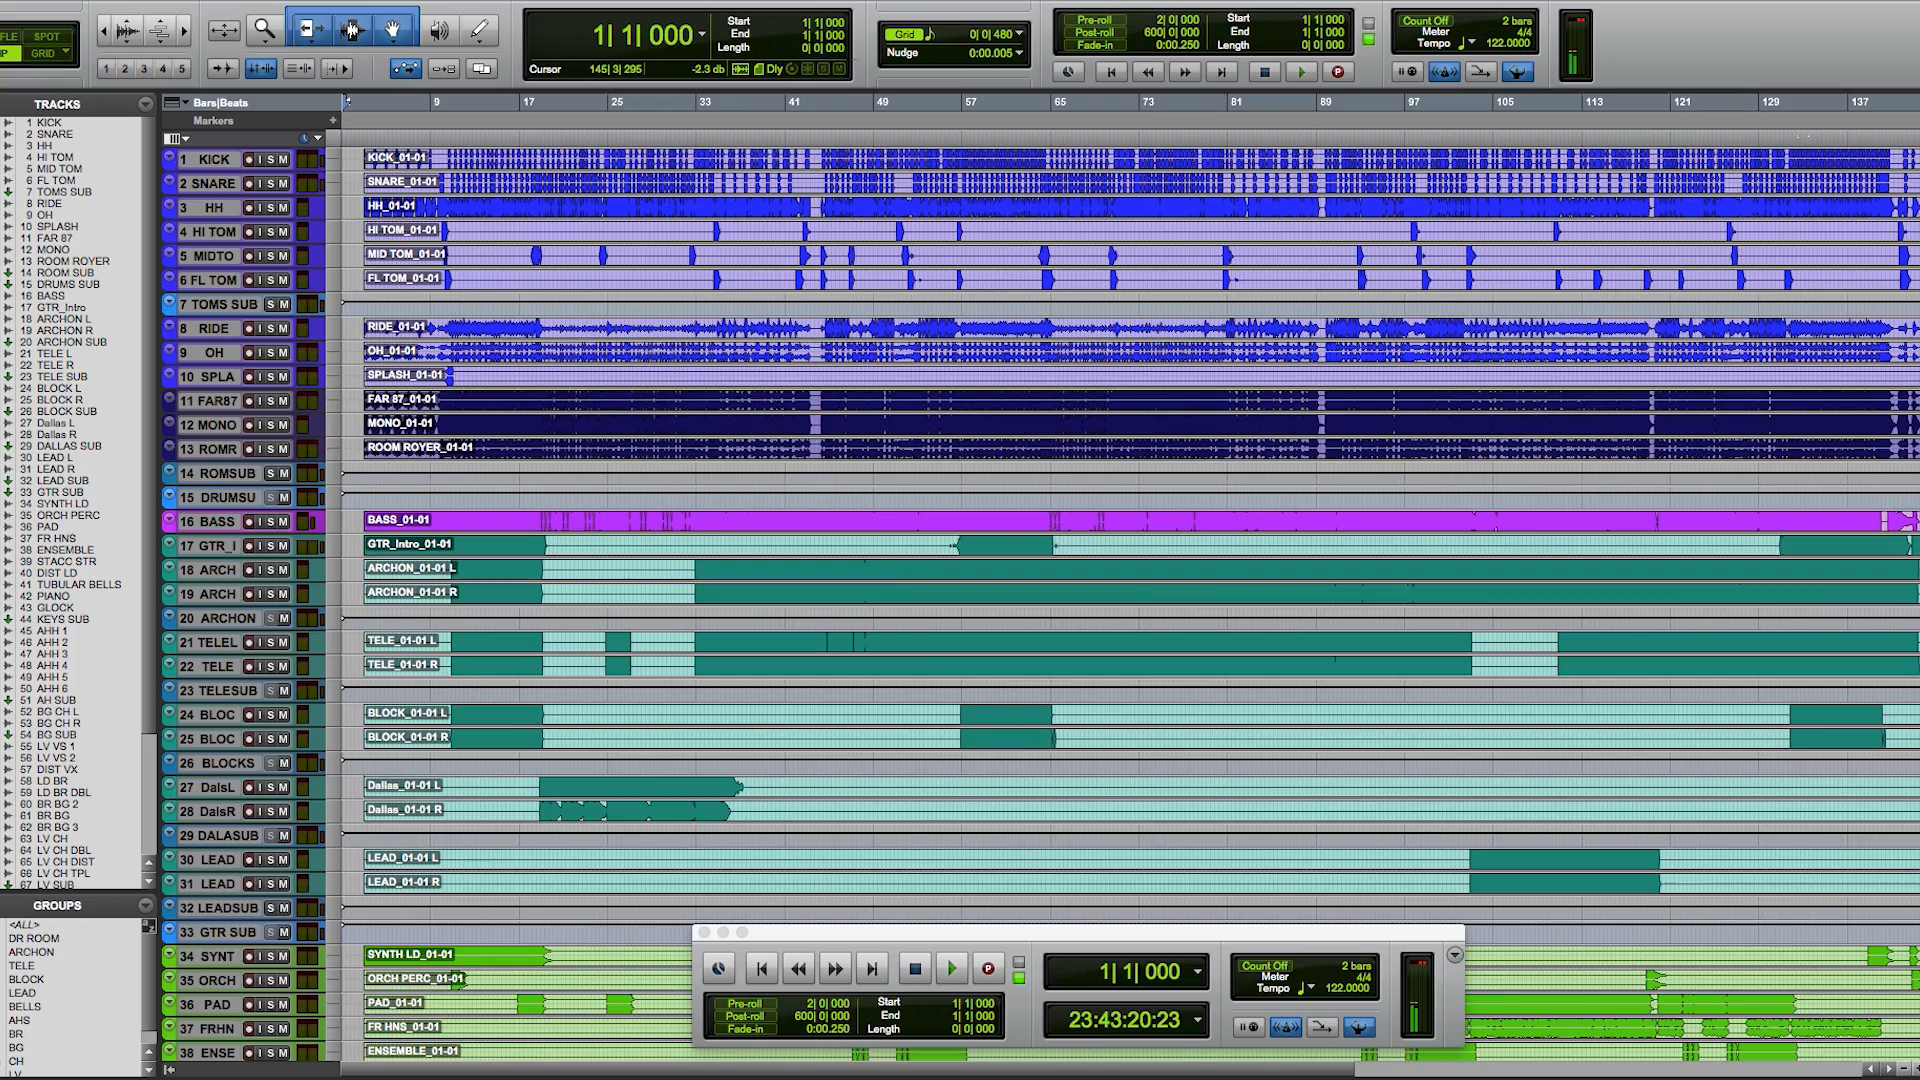 FLE SPOT
P GRID
1 2 3 4 5
1| 1| 000
Start 1| 1| 000
End 1| 1| 000
Length 0| 0| 000
Cursor 145| 3| 295 -2.3 db Dly
Grid 0| 0| 480
Nudge 0:00.005
Pre-roll 2| 0| 000
Post-roll 600| 0| 000
Fade-in 0:00.250
Start 1| 1| 000
End 1| 1| 000
Length 0| 0| 000
Count Off 2 bars
Meter 4/4
Tempo 122.0000
TRACKS
1 KICK
2 SNARE
3 HH
4 HI TOM
5 MID TOM
6 FL TOM
7 TOMS SUB
8 RIDE
9 OH
10 SPLASH
11 FAR 87
12 MONO
13 ROOM ROYER
14 ROOM SUB
15 DRUMS SUB
16 BASS
17 GTR_Intro
18 ARCHON L
19 ARCHON R
20 ARCHON SUB
21 TELE L
22 TELE R
23 TELE SUB
24 BLOCK L
25 BLOCK R
26 BLOCK SUB
27 Dallas L
28 Dallas R
29 DALLAS SUB
30 LEAD L
31 LEAD R
32 LEAD SUB
33 GTR SUB
34 SYNTH LD
35 ORCH PERC
36 PAD
37 FR HNS
38 ENSEMBLE
39 STACC STR
40 DIST LD
41 TUBULAR BELLS
42 PIANO
43 GLOCK
44 KEYS SUB
45 AHH 1
46 AHH 2
47 AHH 3
48 AHH 4
49 AHH 5
50 AHH 6
51 AH SUB
52 BG CH L
53 BG CH R
54 BG SUB
55 LV VS 1
56 LV VS 2
57 DIST VX
58 LD BR
59 LD BR DBL
60 BR BG 2
61 BR BG
62 BR BG 3
63 LV CH
64 LV CH DBL
65 LV CH DIST
66 LV CH TPL
67 LV SUB
GROUPS
<ALL>
DR ROOM
ARCHON
TELE
BLOCK
LEAD
BELLS
AHS
BR
BG
CH
LV
Bars|Beats 9 17 25 33 41 49 57 65 73 81 89 97 105 113 121 129 137
Markers
1 KICK I S M KICK_01-01
2 SNARE I S M SNARE_01-01
3 HH I S M HH_01-01
4 HI TOM I S M HI TOM_01-01
5 MIDTO I S M MID TOM_01-01
6 FL TOM I S M FL TOM_01-01
7 TOMS SUB S M
8 RIDE I S M RIDE_01-01
9 OH I S M OH_01-01
10 SPLA I S M SPLASH_01-01
11 FAR87 I S M FAR 87_01-01
12 MONO I S M MONO_01-01
13 ROMR I S M ROOM ROYER_01-01
14 ROMSUB S M
15 DRUMSU S M
16 BASS I S M BASS_01-01
17 GTR_I I S M GTR_Intro_01-01
18 ARCH I S M ARCHON_01-01 L
19 ARCH I S M ARCHON_01-01 R
20 ARCHON S M
21 TELEL I S M TELE_01-01 L
22 TELE I S M TELE_01-01 R
23 TELESUB S M
24 BLOC I S M BLOCK_01-01 L
25 BLOC I S M BLOCK_01-01 R
26 BLOCKS S M
27 DalsL I S M Dallas_01-01 L
28 DalsR I S M Dallas_01-01 R
29 DALASUB S M
30 LEAD I S M LEAD_01-01 L
31 LEAD I S M LEAD_01-01 R
32 LEADSUB S M
33 GTR SUB S M
34 SYNT I S M SYNTH LD_01-01
35 ORCH I S M ORCH PERC_01-01
36 PAD I S M PAD_01-01
37 FRHN I S M FR HNS_01-01
38 ENSE I S M ENSEMBLE_01-01
1| 1| 000
23:43:20:23
Pre-roll 2| 0| 000
Post-roll 600| 0| 000
Fade-in 0:00.250
Start 1| 1| 000
End 1| 1| 000
Length 0| 0| 000
Count Off 2 bars
Meter 4/4
Tempo 122.0000